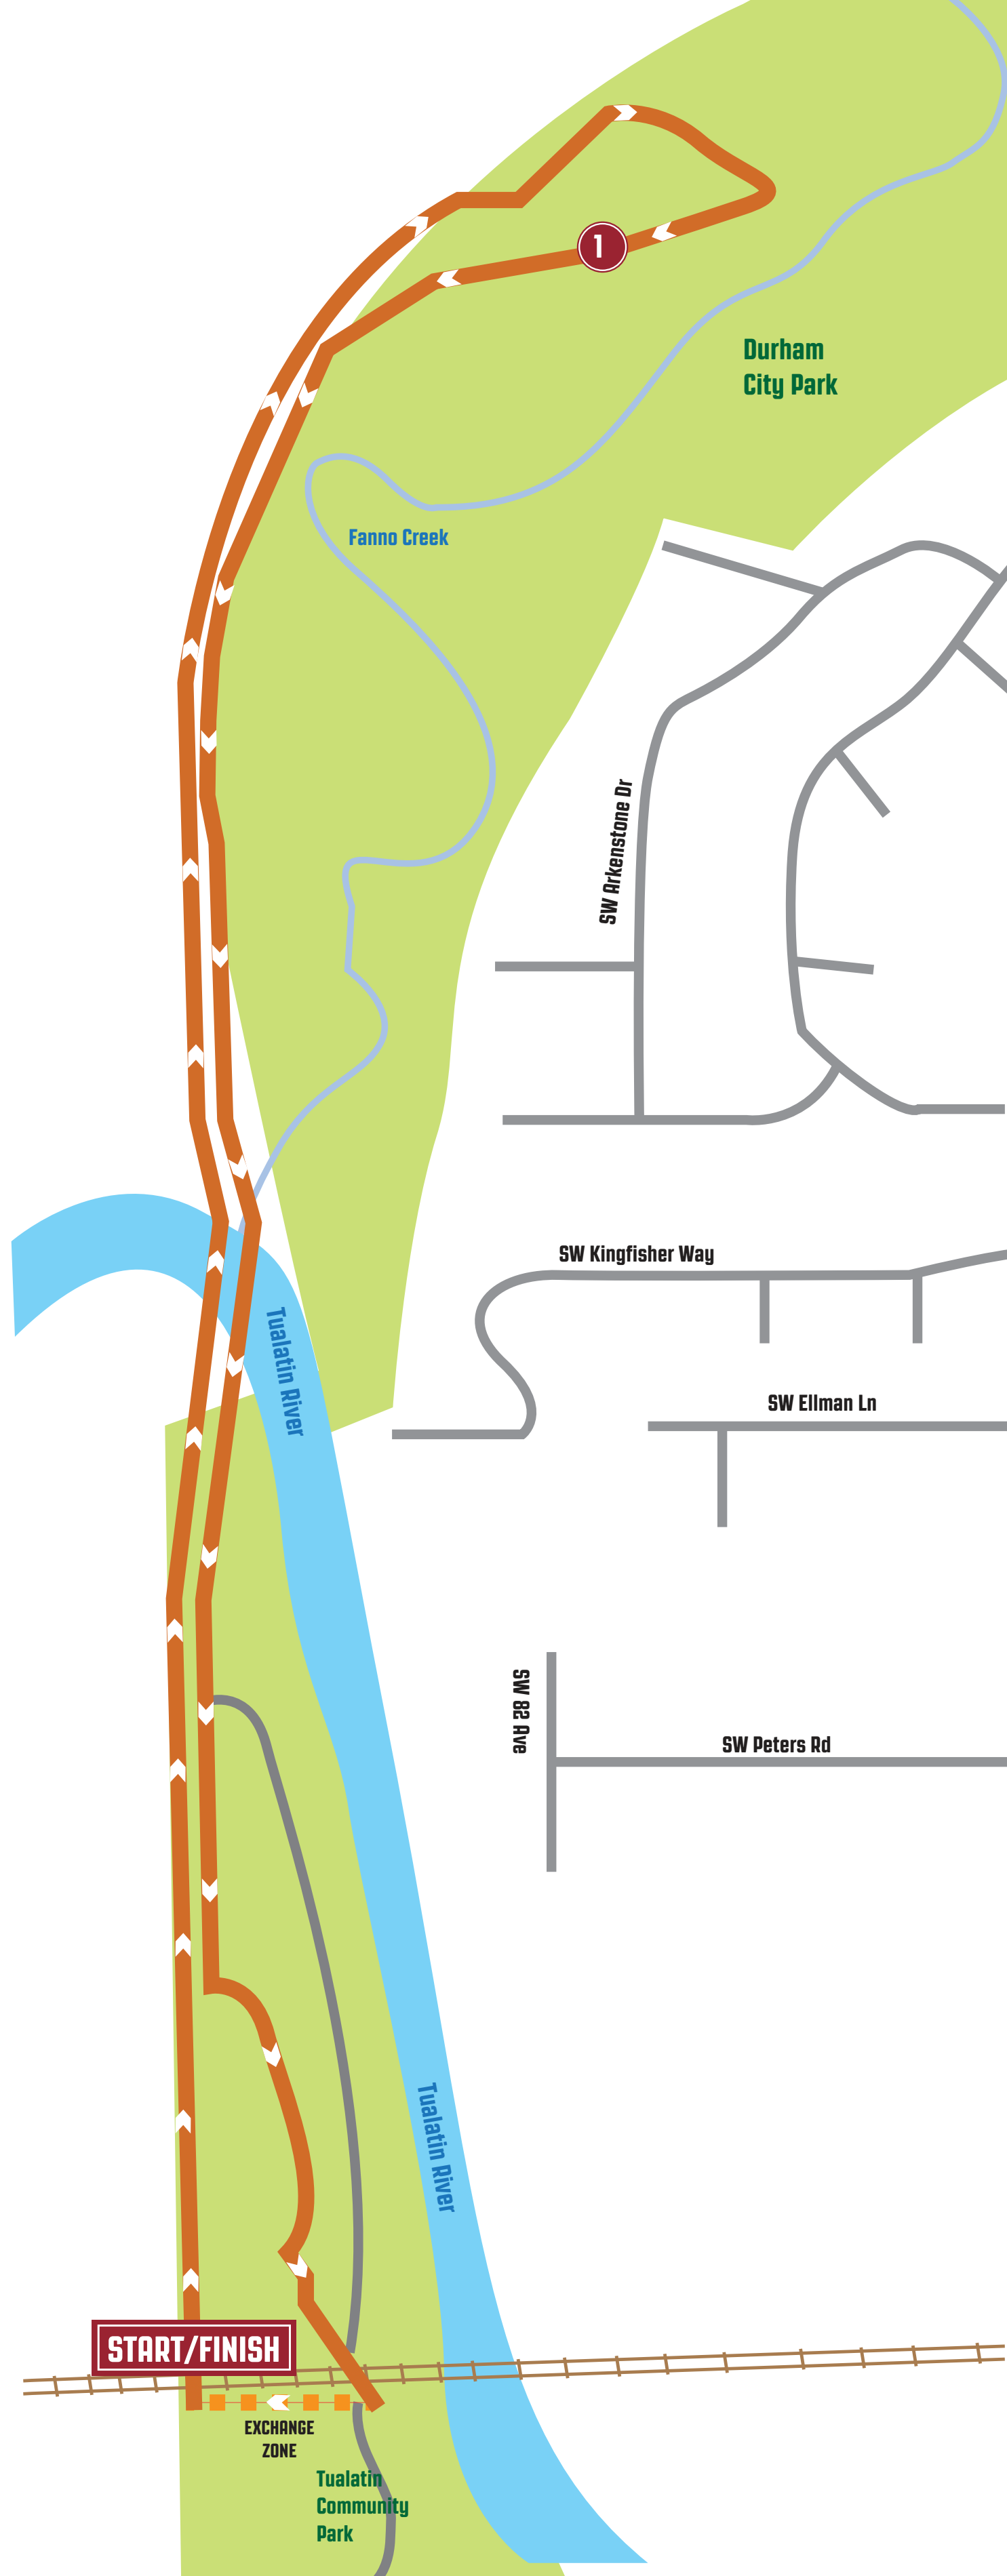 1
Durham
City Park
Fanno Creek
SW Arkenstone Dr
SW Kingfisher Way
Tualatin River
SW Ellman Ln
SW 82 Ave
SW Peters Rd
Tualatin River
START/FINISH
EXCHANGE
ZONE
Tualatin
Community
Park